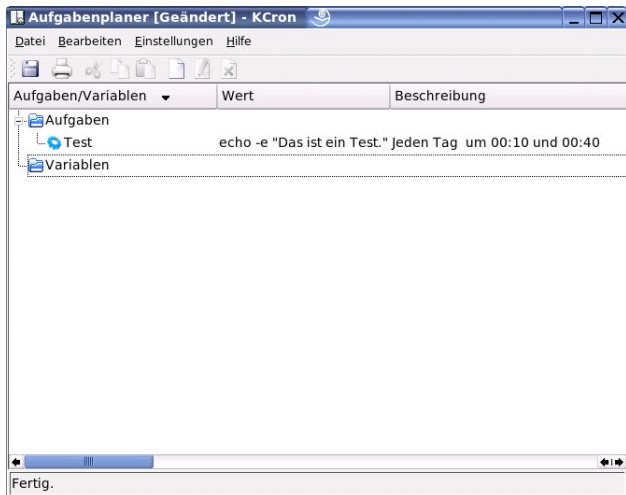 Aufgabenplaner [Geändert] - KCron
Datei Bearbeiten Einstellungen Hilfe
Aufgaben/Variablen Wert Beschreibung
Aufgaben
Test echo -e "Das ist ein Test." Jeden Tag um 00:10 und 00:40
Variablen
Fertig.